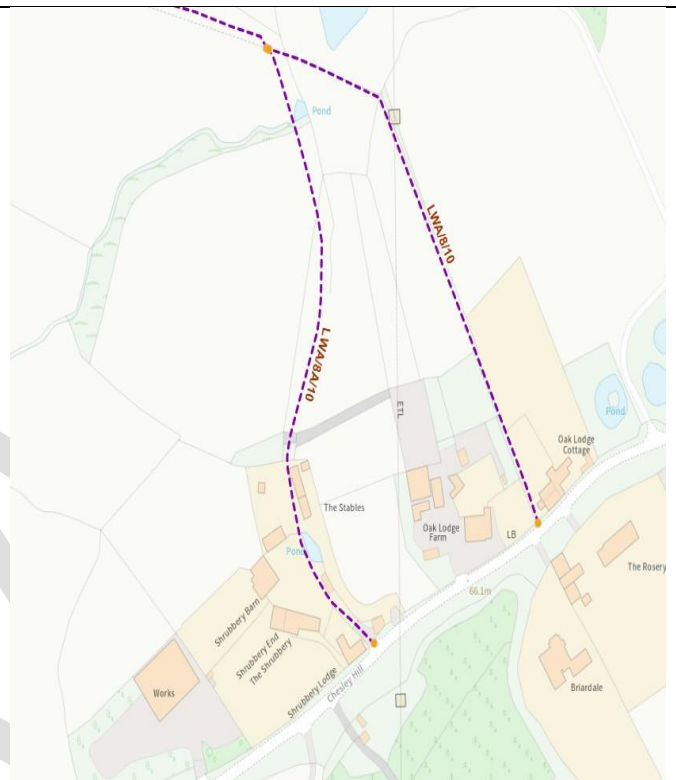 Pond
LWA/8/10
LWA/8A/10
ETL
Pond
Oak Lodge
Cottage
The Stables
Oak Lodge
Farm
LB
Pond
The Rosery
66.1m
Shrubbery Barn
Shrubbery End
The Shrubbery
Shrubbery Lodge
Chesley Hill
Works
Briardale